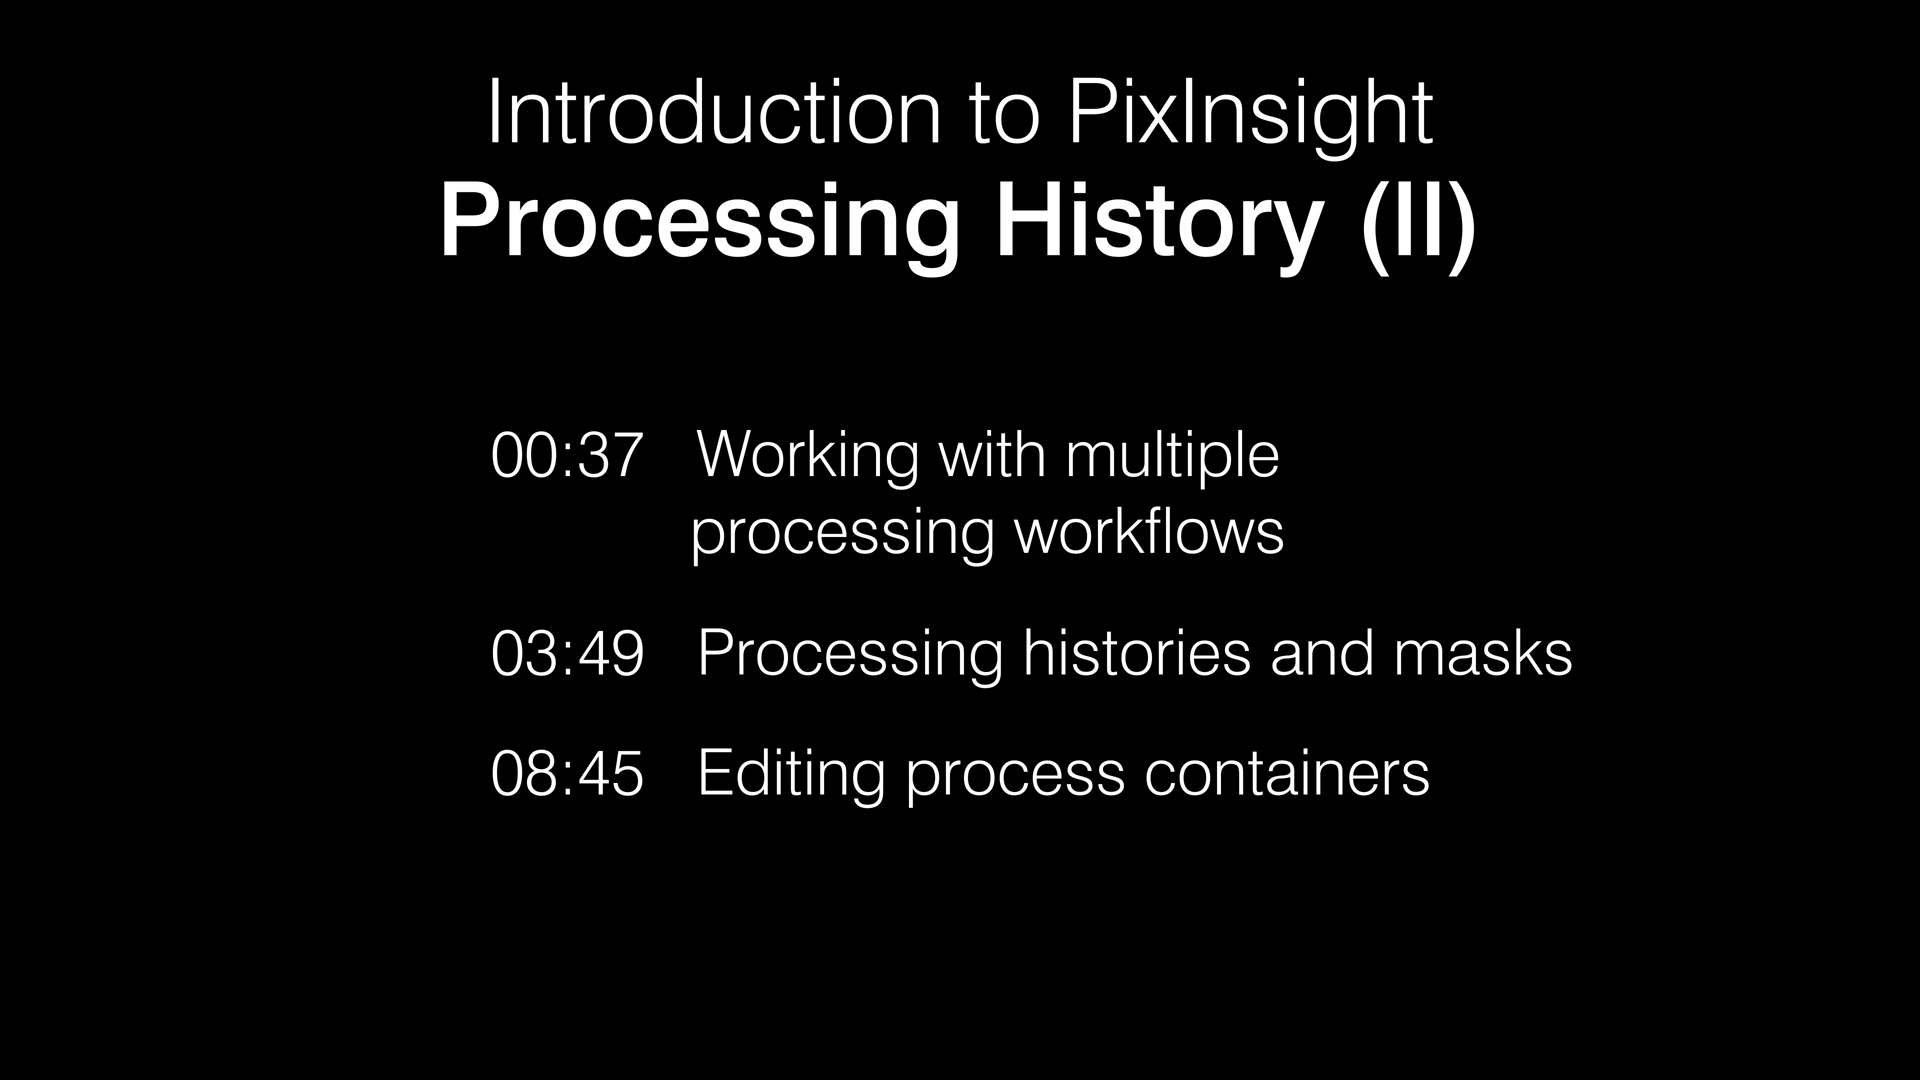 Introduction to PixInsight
Processing History (II)
00:37 Working with multiple
processing workflows
03:49 Processing histories and masks
08:45 Editing process containers